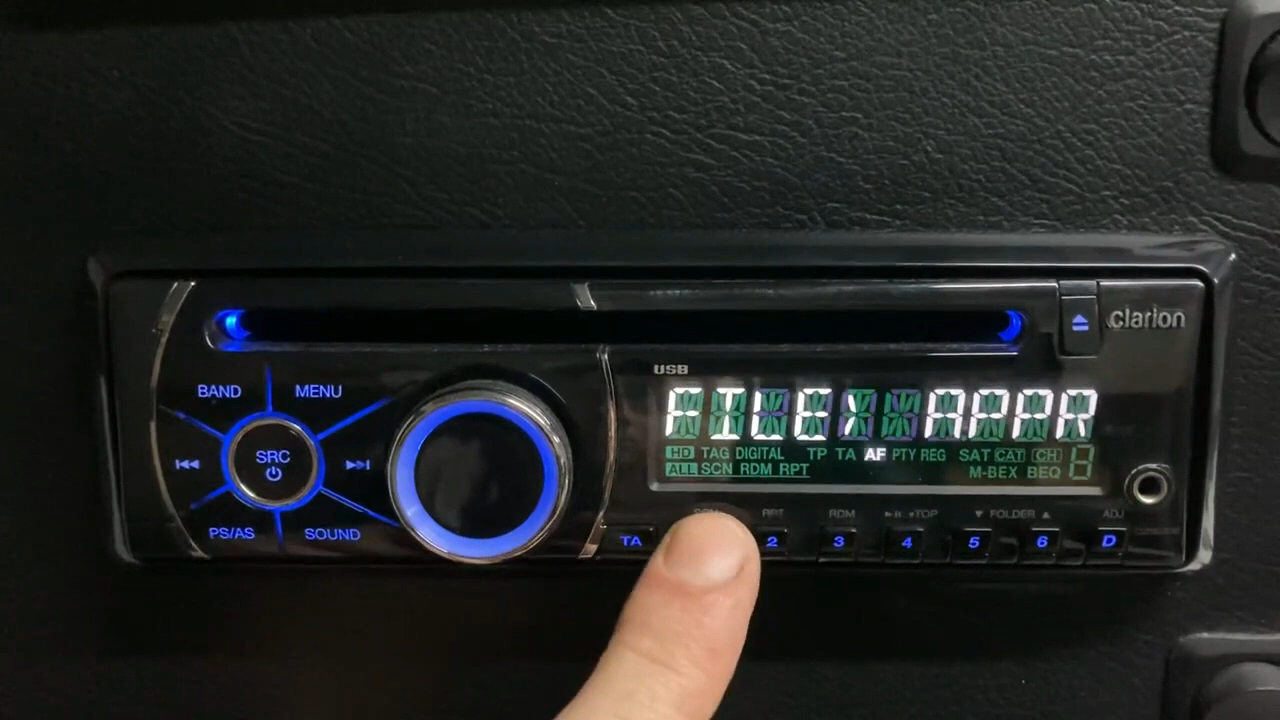 clarion
USB
BAND MENU
SRC
PS/AS SOUND
HD TAG DIGITAL TP TA AF PTY REG SAT CAT CH
ALL SCN RDM RPT M-BEX BEQ
RPT RDM TOP FOLDER ADJ
TA 2 3 4 5 6 D